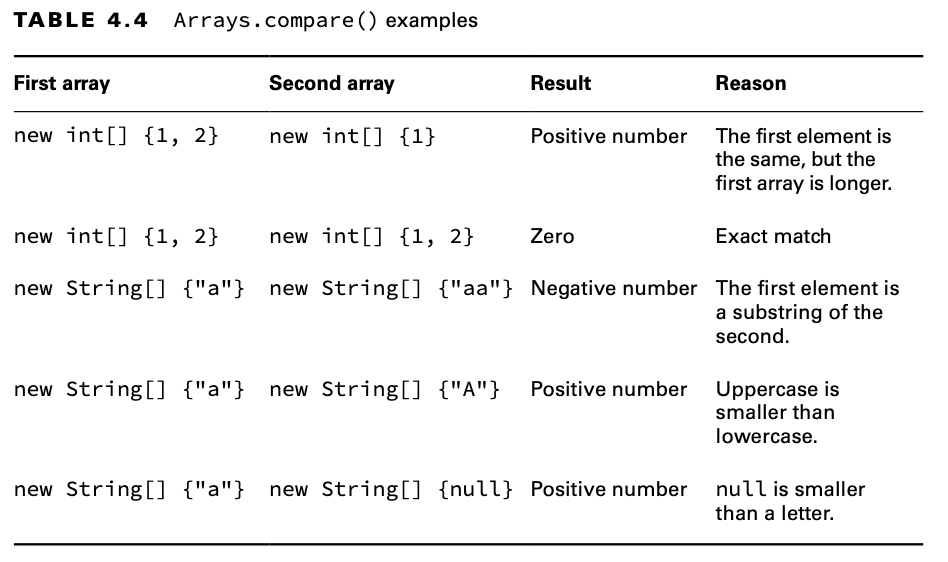 TABLE 4.4 Arrays.compare() examples
First array Second array Result Reason
new int[] {1, 2} new int[] {1} Positive number The first element is
the same, but the
first array is longer.
new int[] {1, 2} new int[] {1, 2} Zero Exact match
new String[] {"a"} new String[] {"aa"} Negative number The first element is
a substring of the
second.
new String[] {"a"} new String[] {"A"} Positive number Uppercase is
smaller than
lowercase.
new String[] {"a"} new String[] {null} Positive number null is smaller
than a letter.